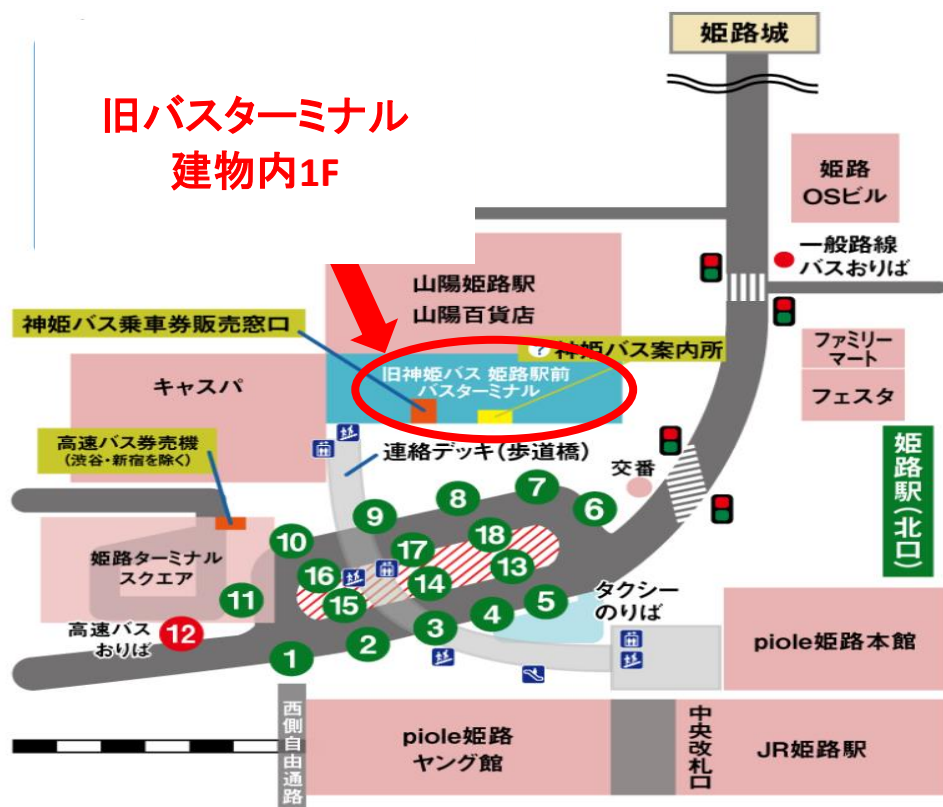 姫路城
旧バスターミナル
建物内1F
姫路
OSビル
一般路線
バスおりば
山陽姫路駅
山陽百貨店
神姫バス乗車券販売窓口
? 神姫バス案内所
ファミリー
マート
キャスパ
旧神姫バス 姫路駅前
バスターミナル
フェスタ
高速バス券売機
(渋谷・新宿を除く)
連絡デッキ(歩道橋)
交番
姫路駅(北口)
7
8
6
9
18
10
17
13
16
14
姫路ターミナル
スクエア
15
11
5
タクシー
のりば
4
高速バス
おりば
12
3
2
1
piole姫路本館
西側自由通路
piole姫路
ヤング館
中央改札口
JR姫路駅